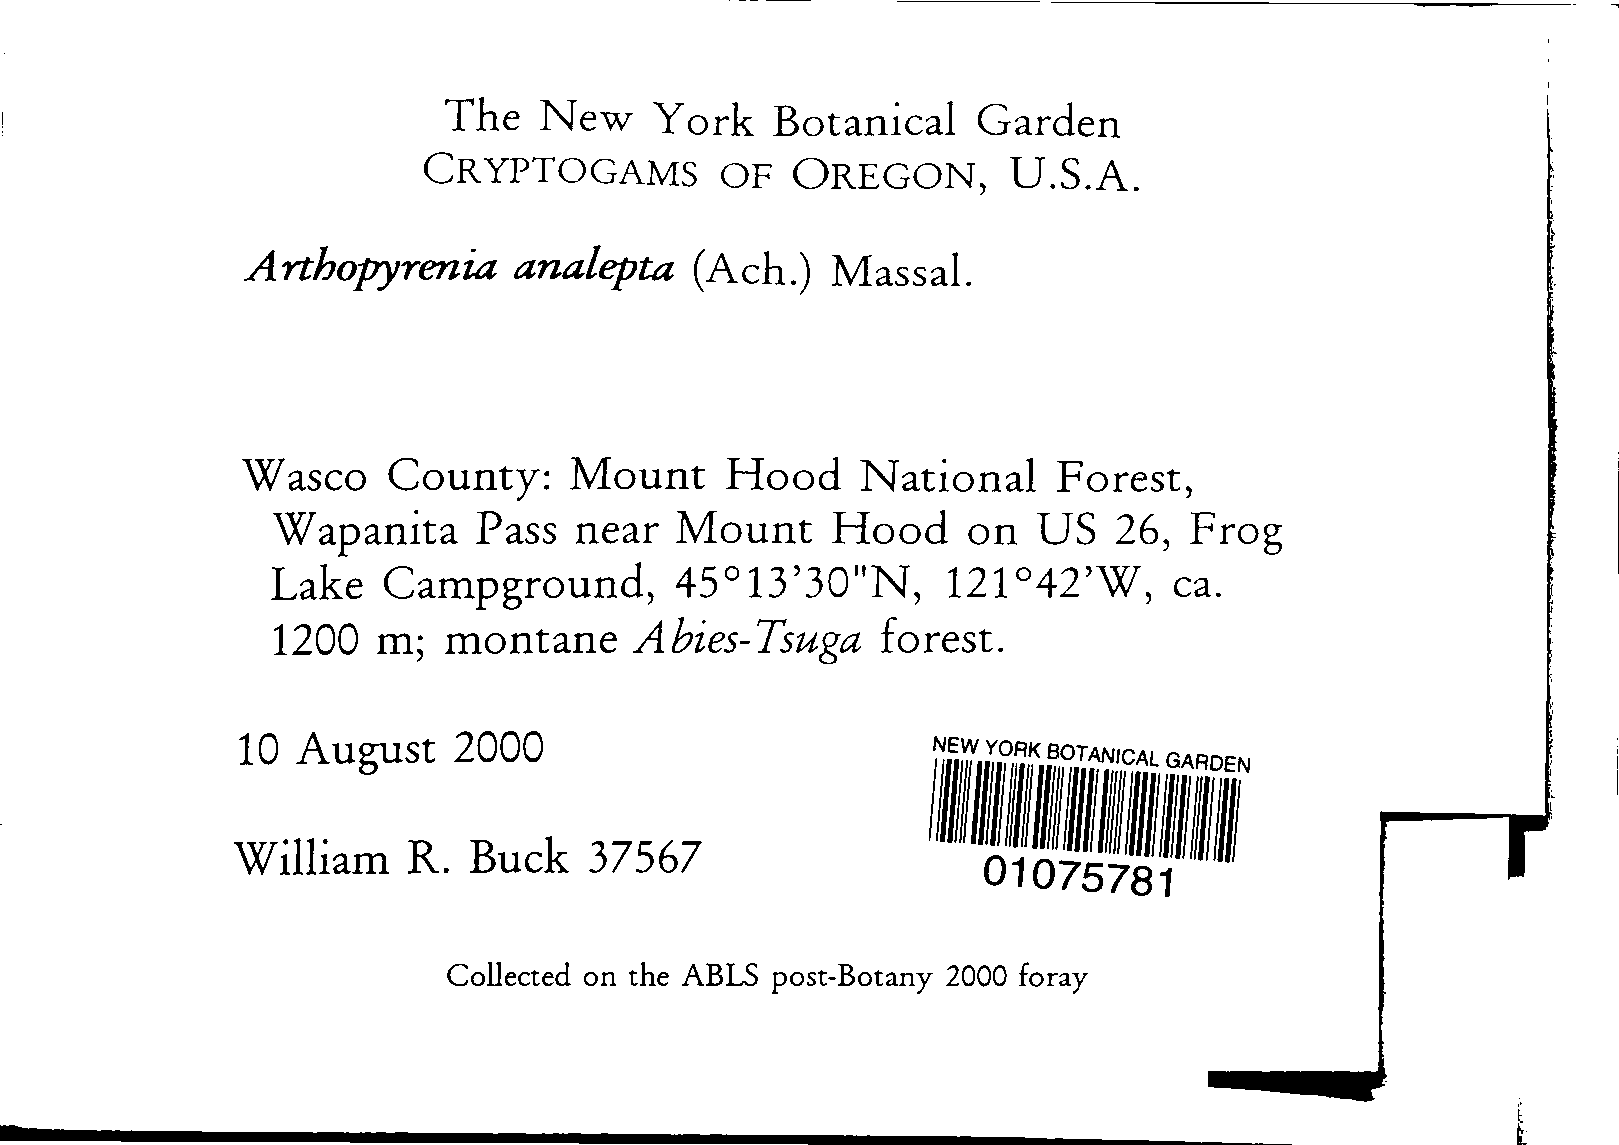 The New York Botanical Garden
CRYPTOGAMS OF OREGON, U.S.A.
Arthopyrenia analepta (Ach.) Massal.
Wasco County: Mount Hood National Forest,
Wapanita Pass near Mount Hood on US 26, Frog
Lake Campground, 45°13'30"N, 121°42'W, ca.
1200 m; montane Abies-Tsuga forest.
10 August 2000
NEW YORK BOTANICAL GARDEN
01075781
William R. Buck 37567
Collected on the ABLS post-Botany 2000 foray